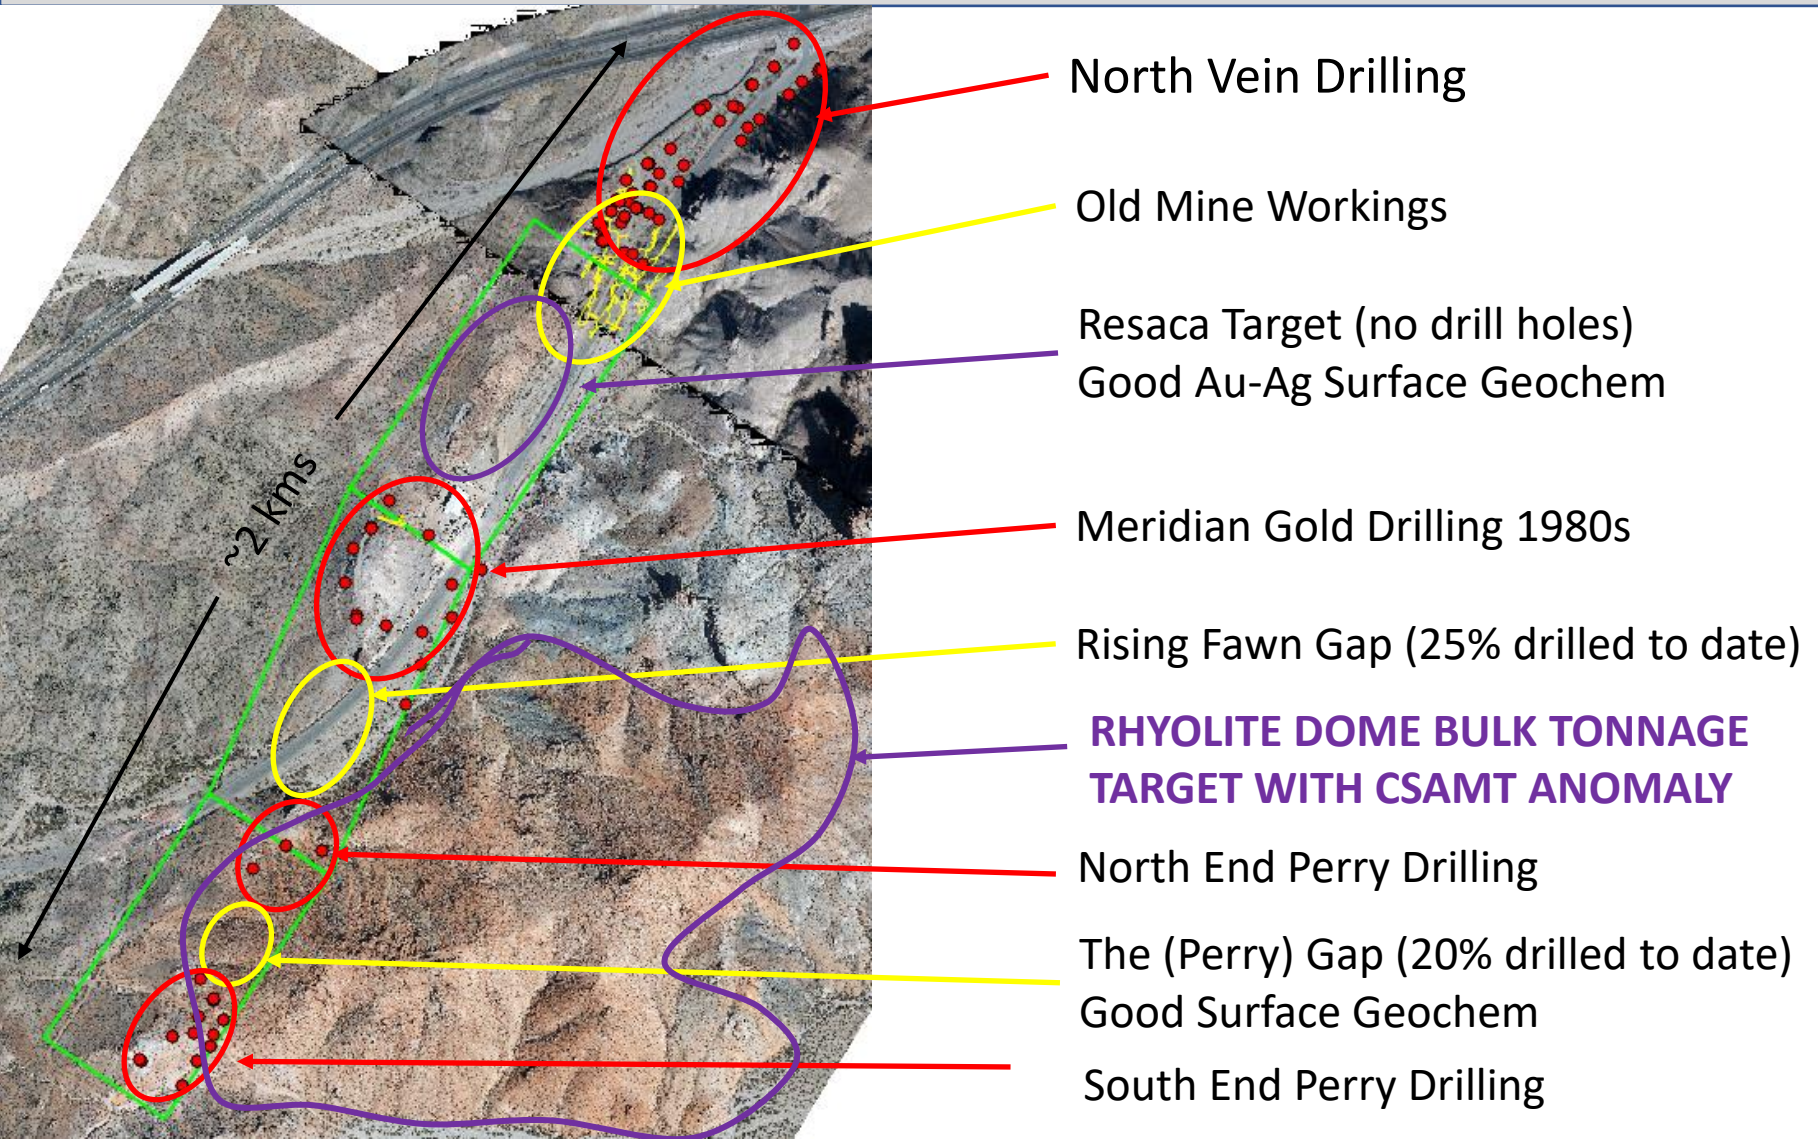 North Vein Drilling
Old Mine Workings
Resaca Target (no drill holes)
Good Au-Ag Surface Geochem
~2 kms
Meridian Gold Drilling 1980s
Rising Fawn Gap (25% drilled to date)
RHYOLITE DOME BULK TONNAGE
TARGET WITH CSAMT ANOMALY
North End Perry Drilling
The (Perry) Gap (20% drilled to date)
Good Surface Geochem
South End Perry Drilling